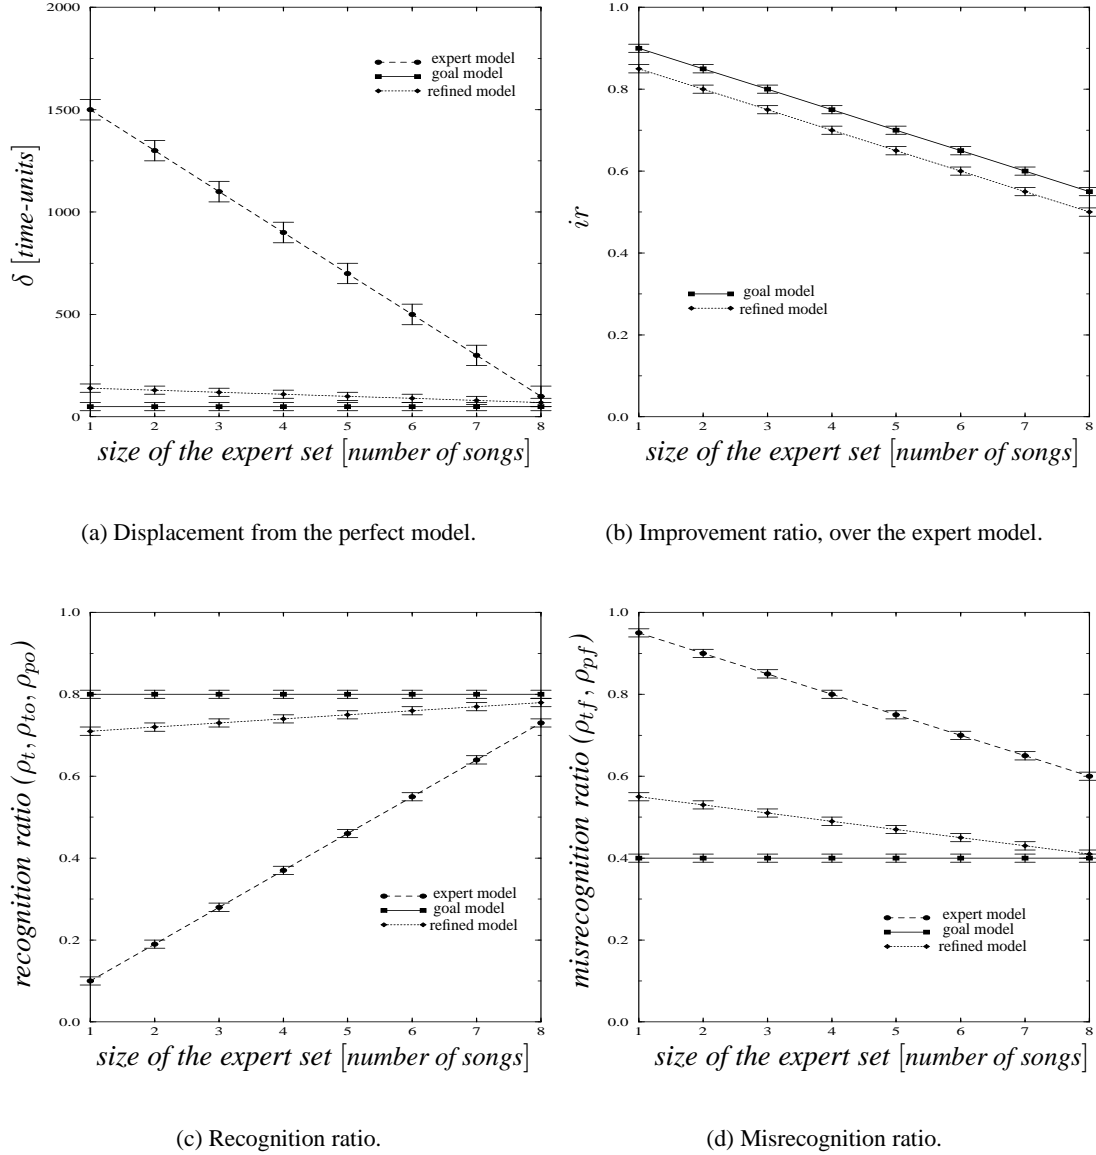 2000
1500
1000
500
0
δ [time-units]
expert model
goal model
refined model
1 2 3 4 5 6 7 8
size of the expert set [number of songs]
(a) Displacement from the perfect model.
1.0
0.8
0.6
0.4
0.2
0.0
ir
goal model
refined model
1 2 3 4 5 6 7 8
size of the expert set [number of songs]
(b) Improvement ratio, over the expert model.
1.0
0.8
0.6
0.4
0.2
0.0
recognition ratio (ρt, ρto, ρpo)
expert model
goal model
refined model
1 2 3 4 5 6 7 8
size of the expert set [number of songs]
(c) Recognition ratio.
1.0
0.8
0.6
0.4
0.2
0.0
misrecognition ratio (ρtf, ρpf)
expert model
goal model
refined model
1 2 3 4 5 6 7 8
size of the expert set [number of songs]
(d) Misrecognition ratio.